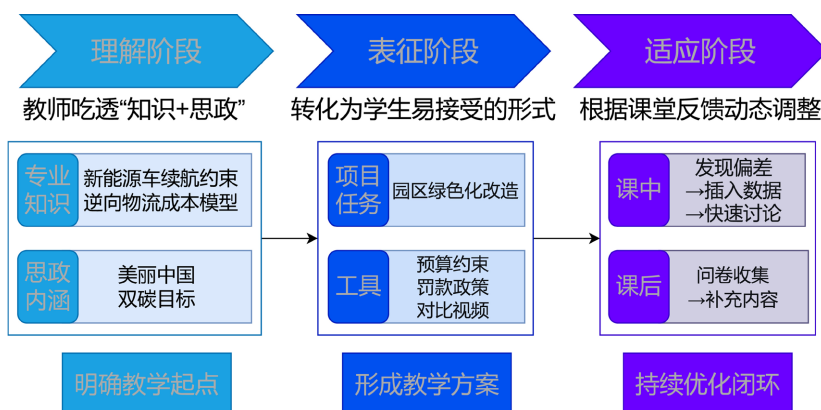 理解阶段
表征阶段
适应阶段
教师吃透“知识+思政”
转化为学生易接受的形式
根据课堂反馈动态调整
专业
知识
新能源车续航约束
逆向物流成本模型
思政
内涵
美丽中国
双碳目标
项目
任务
园区绿色化改造
工具
预算约束
罚款政策
对比视频
课中
发现偏差
→插入数据
→快速讨论
课后
问卷收集
→补充内容
明确教学起点
形成教学方案
持续优化闭环